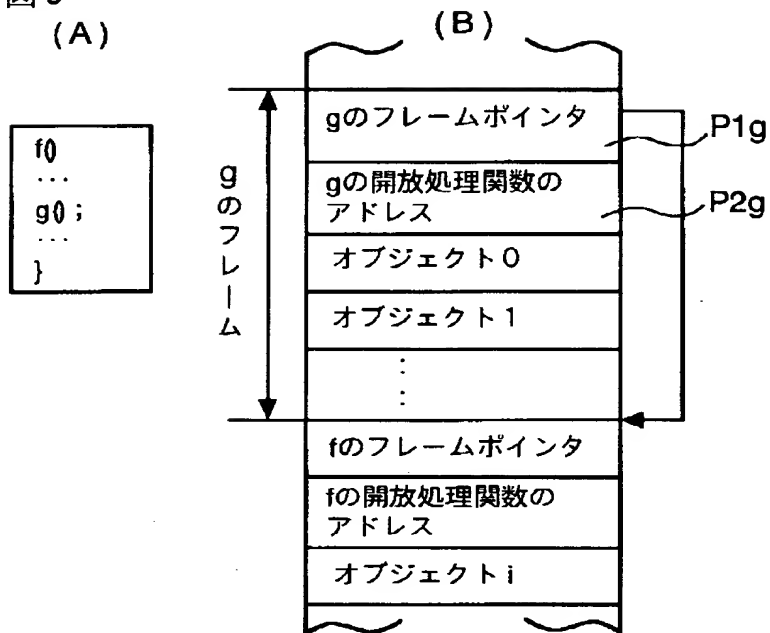 (A)
f()
...
g() ;
...
}
(B)
gのフレーム
gのフレームポインタ
P1g
gの開放処理関数の
アドレス
P2g
オブジェクト0
オブジェクト1
fのフレームポインタ
fの開放処理関数の
アドレス
オブジェクトi